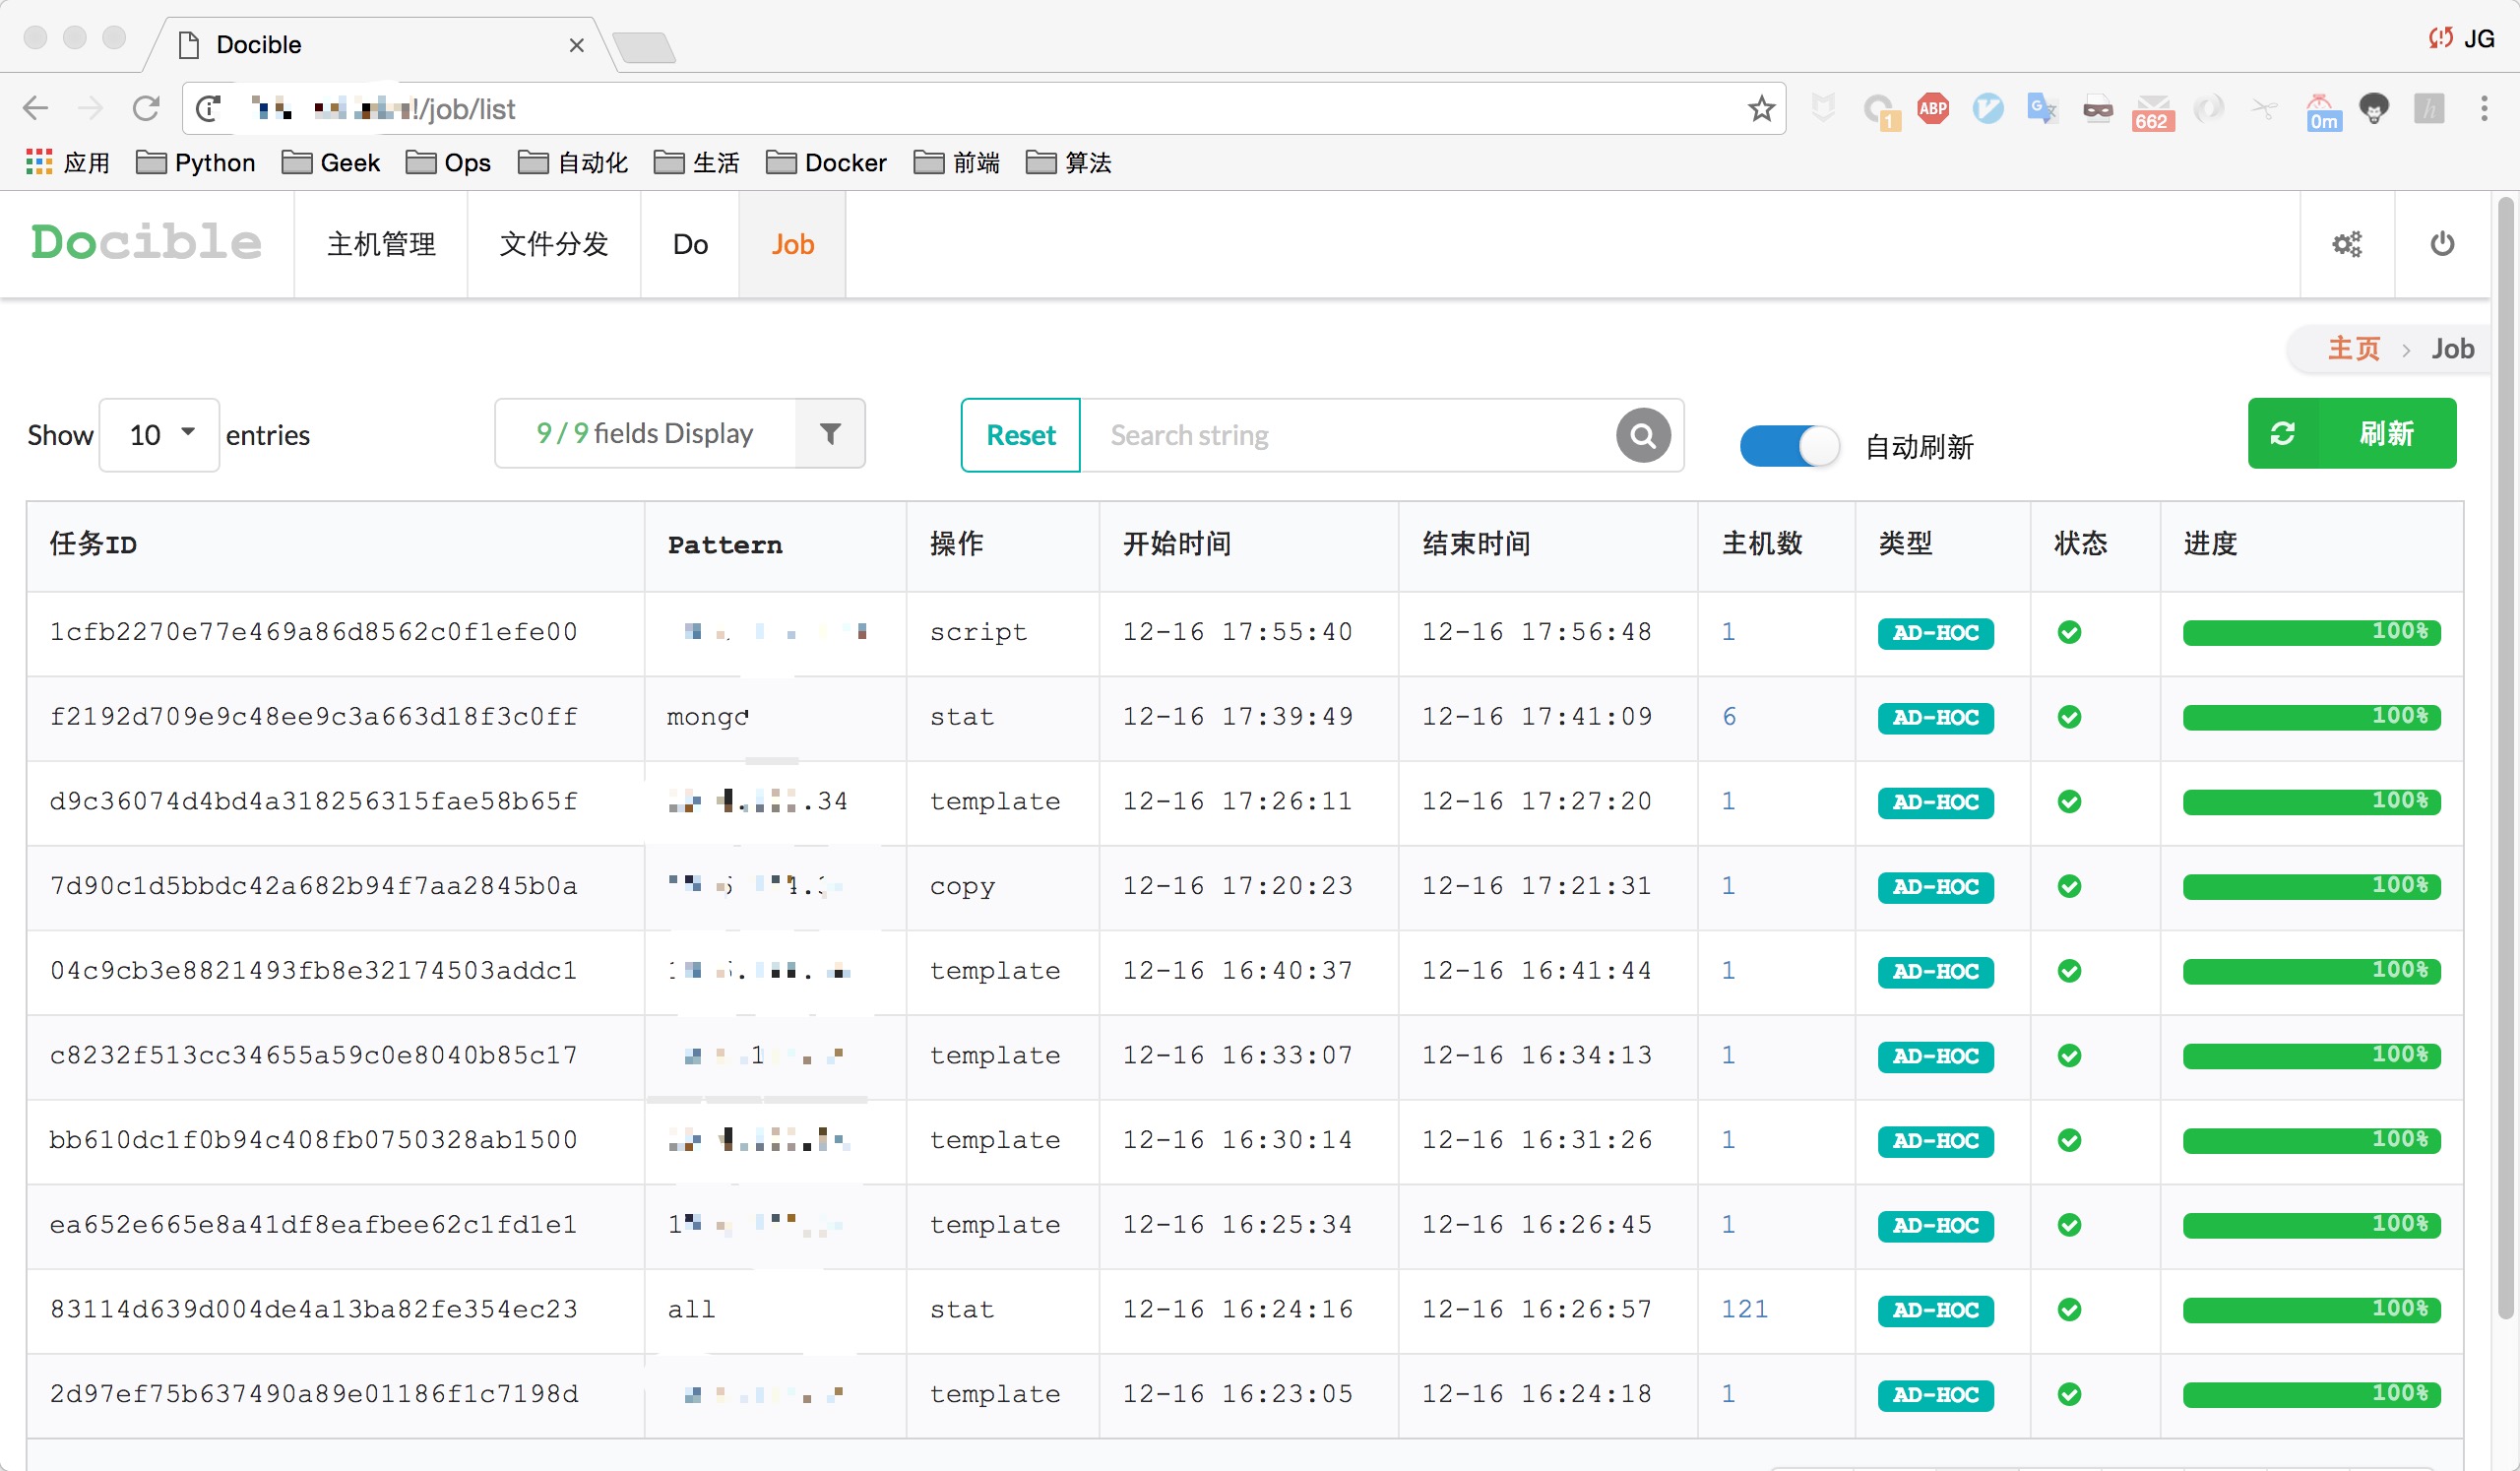 Docible
JG
!/job/list
ABP
1
662
0m
应用 Python Geek Ops 自动化 生活 Docker 前端 算法
Docible 主机管理 文件分发 Do Job
主页 Job
Show 10 entries 9 / 9 fields Display Reset Search string 自动刷新 刷新
任务ID Pattern 操作 开始时间 结束时间 主机数 类型 状态 进度
1cfb2270e77e469a86d8562c0f1efe00 script 12-16 17:55:40 12-16 17:56:48 1 AD-HOC 100%
f2192d709e9c48ee9c3a663d18f3c0ff stat 12-16 17:39:49 12-16 17:41:09 6 AD-HOC 100%
d9c36074d4bd4a318256315fae58b65f .34 template 12-16 17:26:11 12-16 17:27:20 1 AD-HOC 100%
7d90c1d5bbdc42a682b94f7aa2845b0a copy 12-16 17:20:23 12-16 17:21:31 1 AD-HOC 100%
04c9cb3e8821493fb8e32174503addc1 template 12-16 16:40:37 12-16 16:41:44 1 AD-HOC 100%
c8232f513cc34655a59c0e8040b85c17 template 12-16 16:33:07 12-16 16:34:13 1 AD-HOC 100%
bb610dc1f0b94c408fb0750328ab1500 template 12-16 16:30:14 12-16 16:31:26 1 AD-HOC 100%
ea652e665e8a41df8eafbee62c1fd1e1 template 12-16 16:25:34 12-16 16:26:45 1 AD-HOC 100%
83114d639d004de4a13ba82fe354ec23 all stat 12-16 16:24:16 12-16 16:26:57 121 AD-HOC 100%
2d97ef75b637490a89e01186f1c7198d template 12-16 16:23:05 12-16 16:24:18 1 AD-HOC 100%